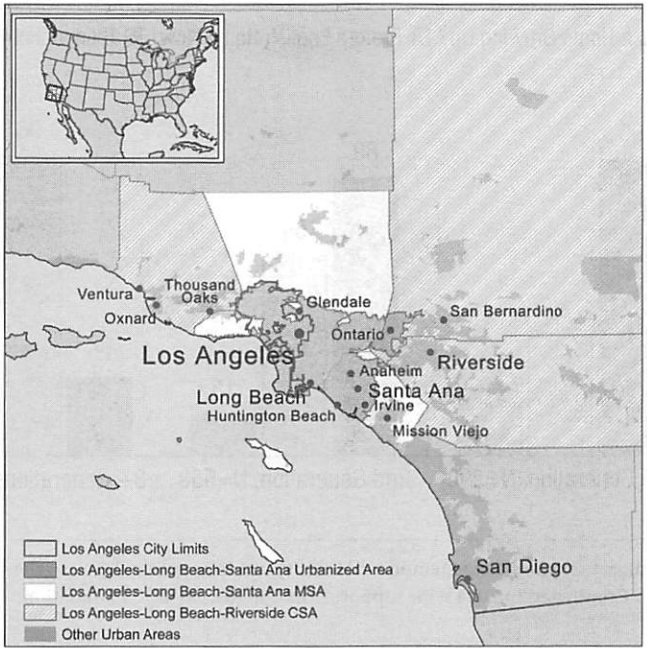 Ventura
Thousand
Oaks
Oxnard
Glendale
San Bernardino
Ontario
Los Angeles
Riverside
Anaheim
Long Beach
Santa Ana
Huntington Beach
Irvine
Mission Viejo
San Diego
Los Angeles City Limits
Los Angeles-Long Beach-Santa Ana Urbanized Area
Los Angeles-Long Beach-Santa Ana MSA
Los Angeles-Long Beach-Riverside CSA
Other Urban Areas